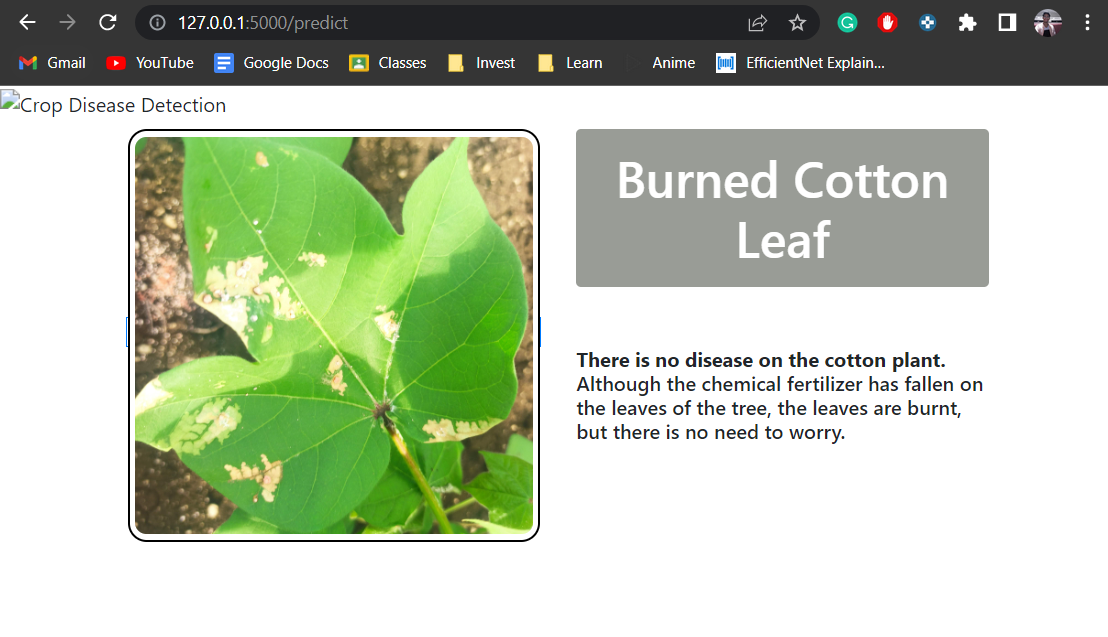 127.0.0.1:5000/predict
Gmail YouTube Google Docs Classes Invest Learn Anime EfficientNet Explain...
Crop Disease Detection
Burned Cotton
Leaf
There is no disease on the cotton plant.
Although the chemical fertilizer has fallen on
the leaves of the tree, the leaves are burnt,
but there is no need to worry.